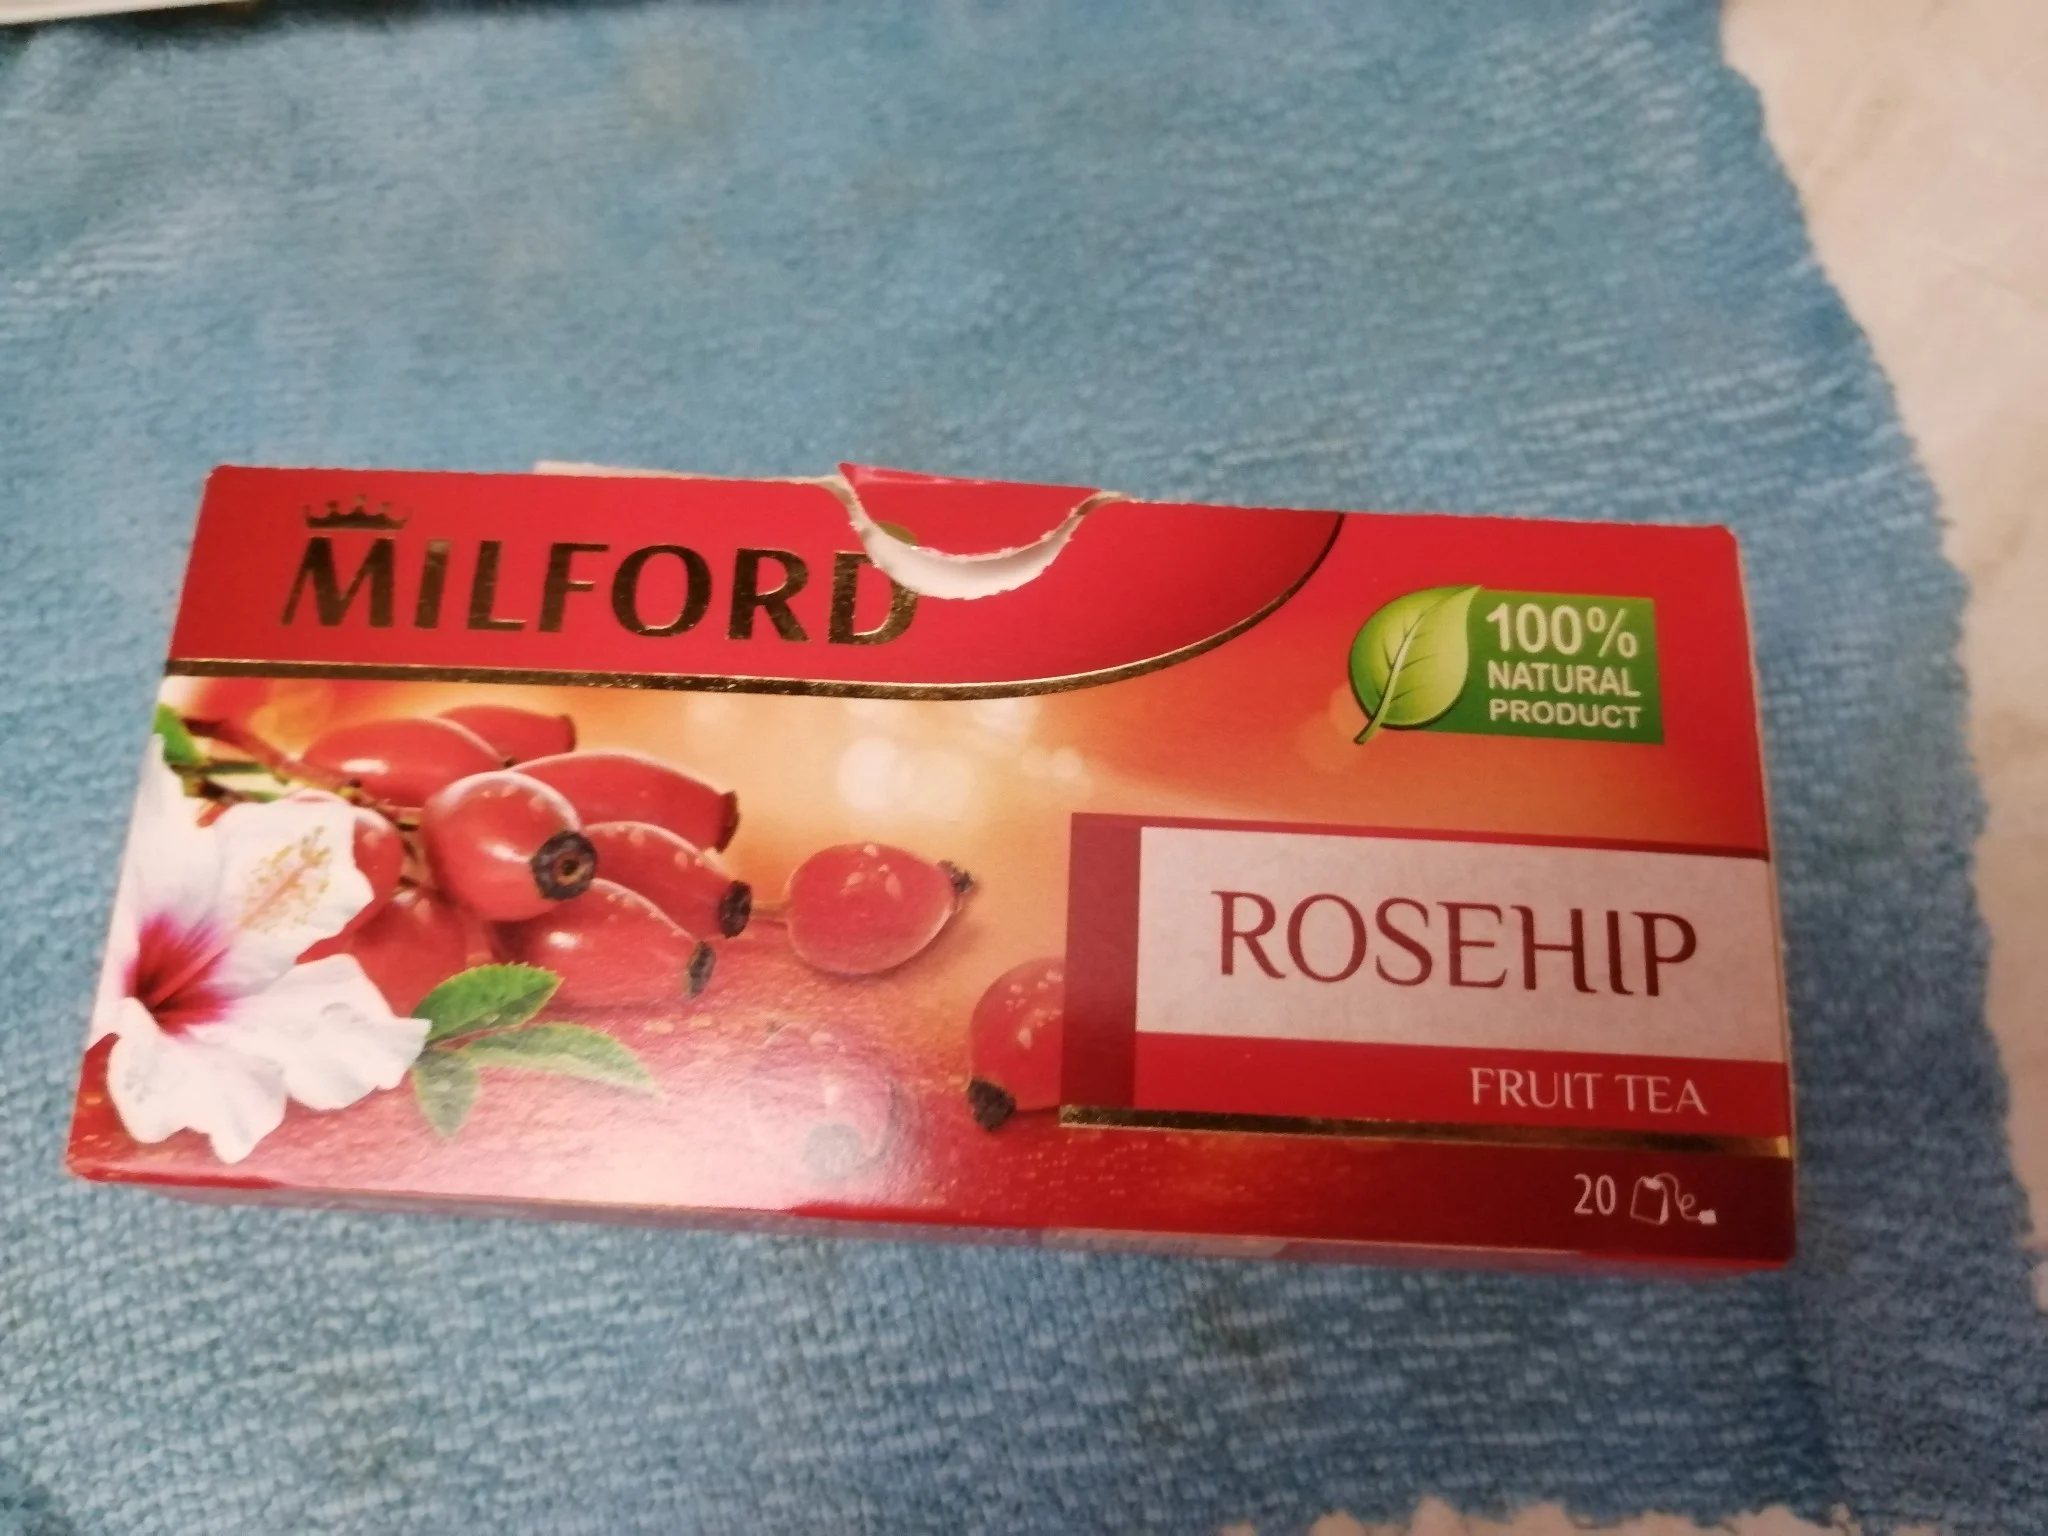 MILFORD
100%
NATURAL
PRODUCT
ROSEHIP
FRUIT TEA
20